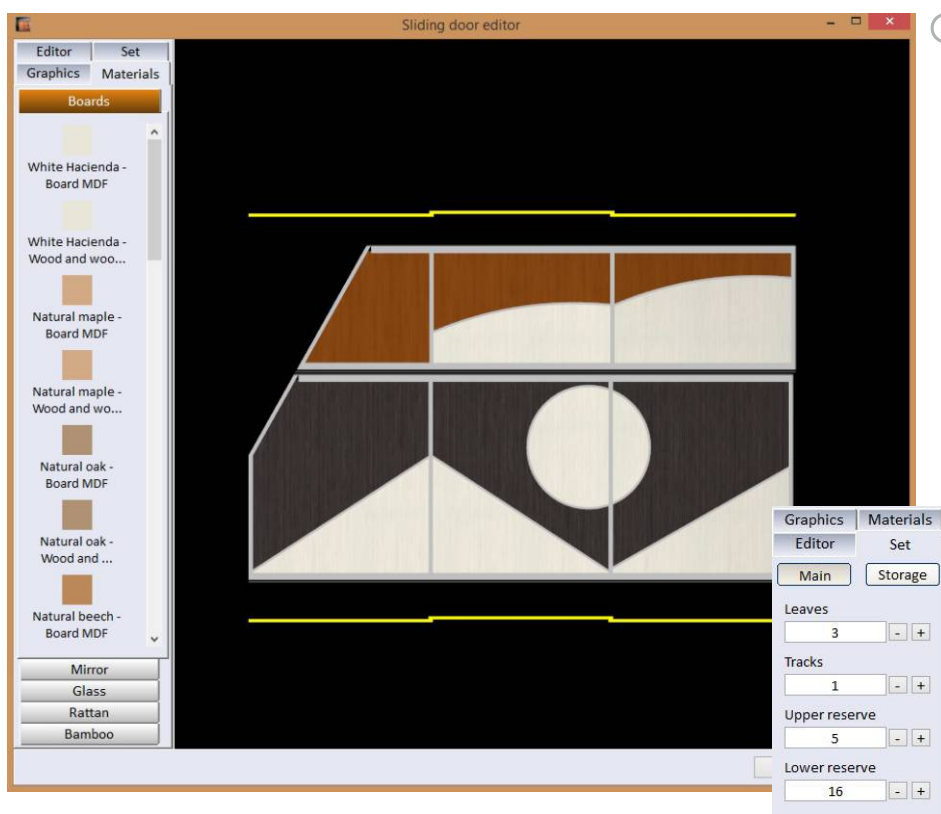 Sliding door editor
Editor Set
Graphics Materials
Boards
White Hacienda -
Board MDF
White Hacienda -
Wood and woo...
Natural maple -
Board MDF
Natural maple -
Wood and wo...
Natural oak -
Board MDF
Natural oak -
Wood and ...
Natural beech -
Board MDF
Mirror
Glass
Rattan
Bamboo
Graphics Materials
Editor Set
Main Storage
Leaves
3 - +
Tracks
1 - +
Upper reserve
5 - +
Lower reserve
16 - +